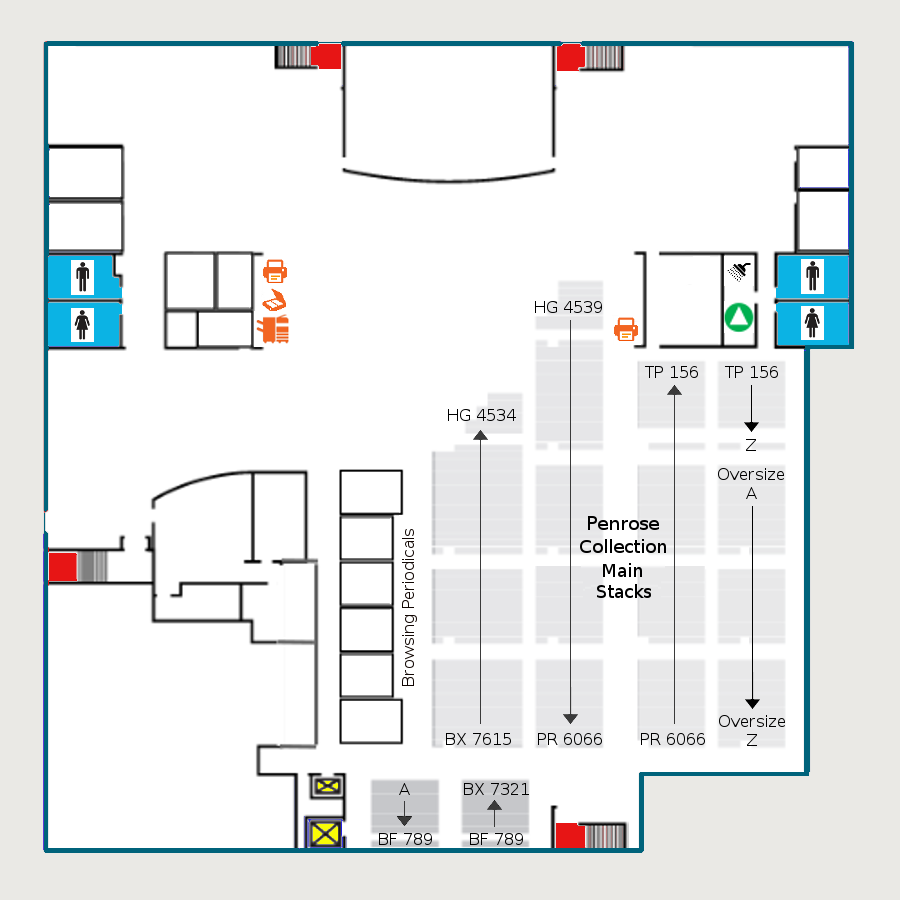 HG 4539
TP 156
TP 156
HG 4534
Z
Oversize
A
Penrose
Collection
Main
Stacks
Browsing Periodicals
Oversize
Z
BX 7615
PR 6066
PR 6066
A
BX 7321
BF 789
BF 789